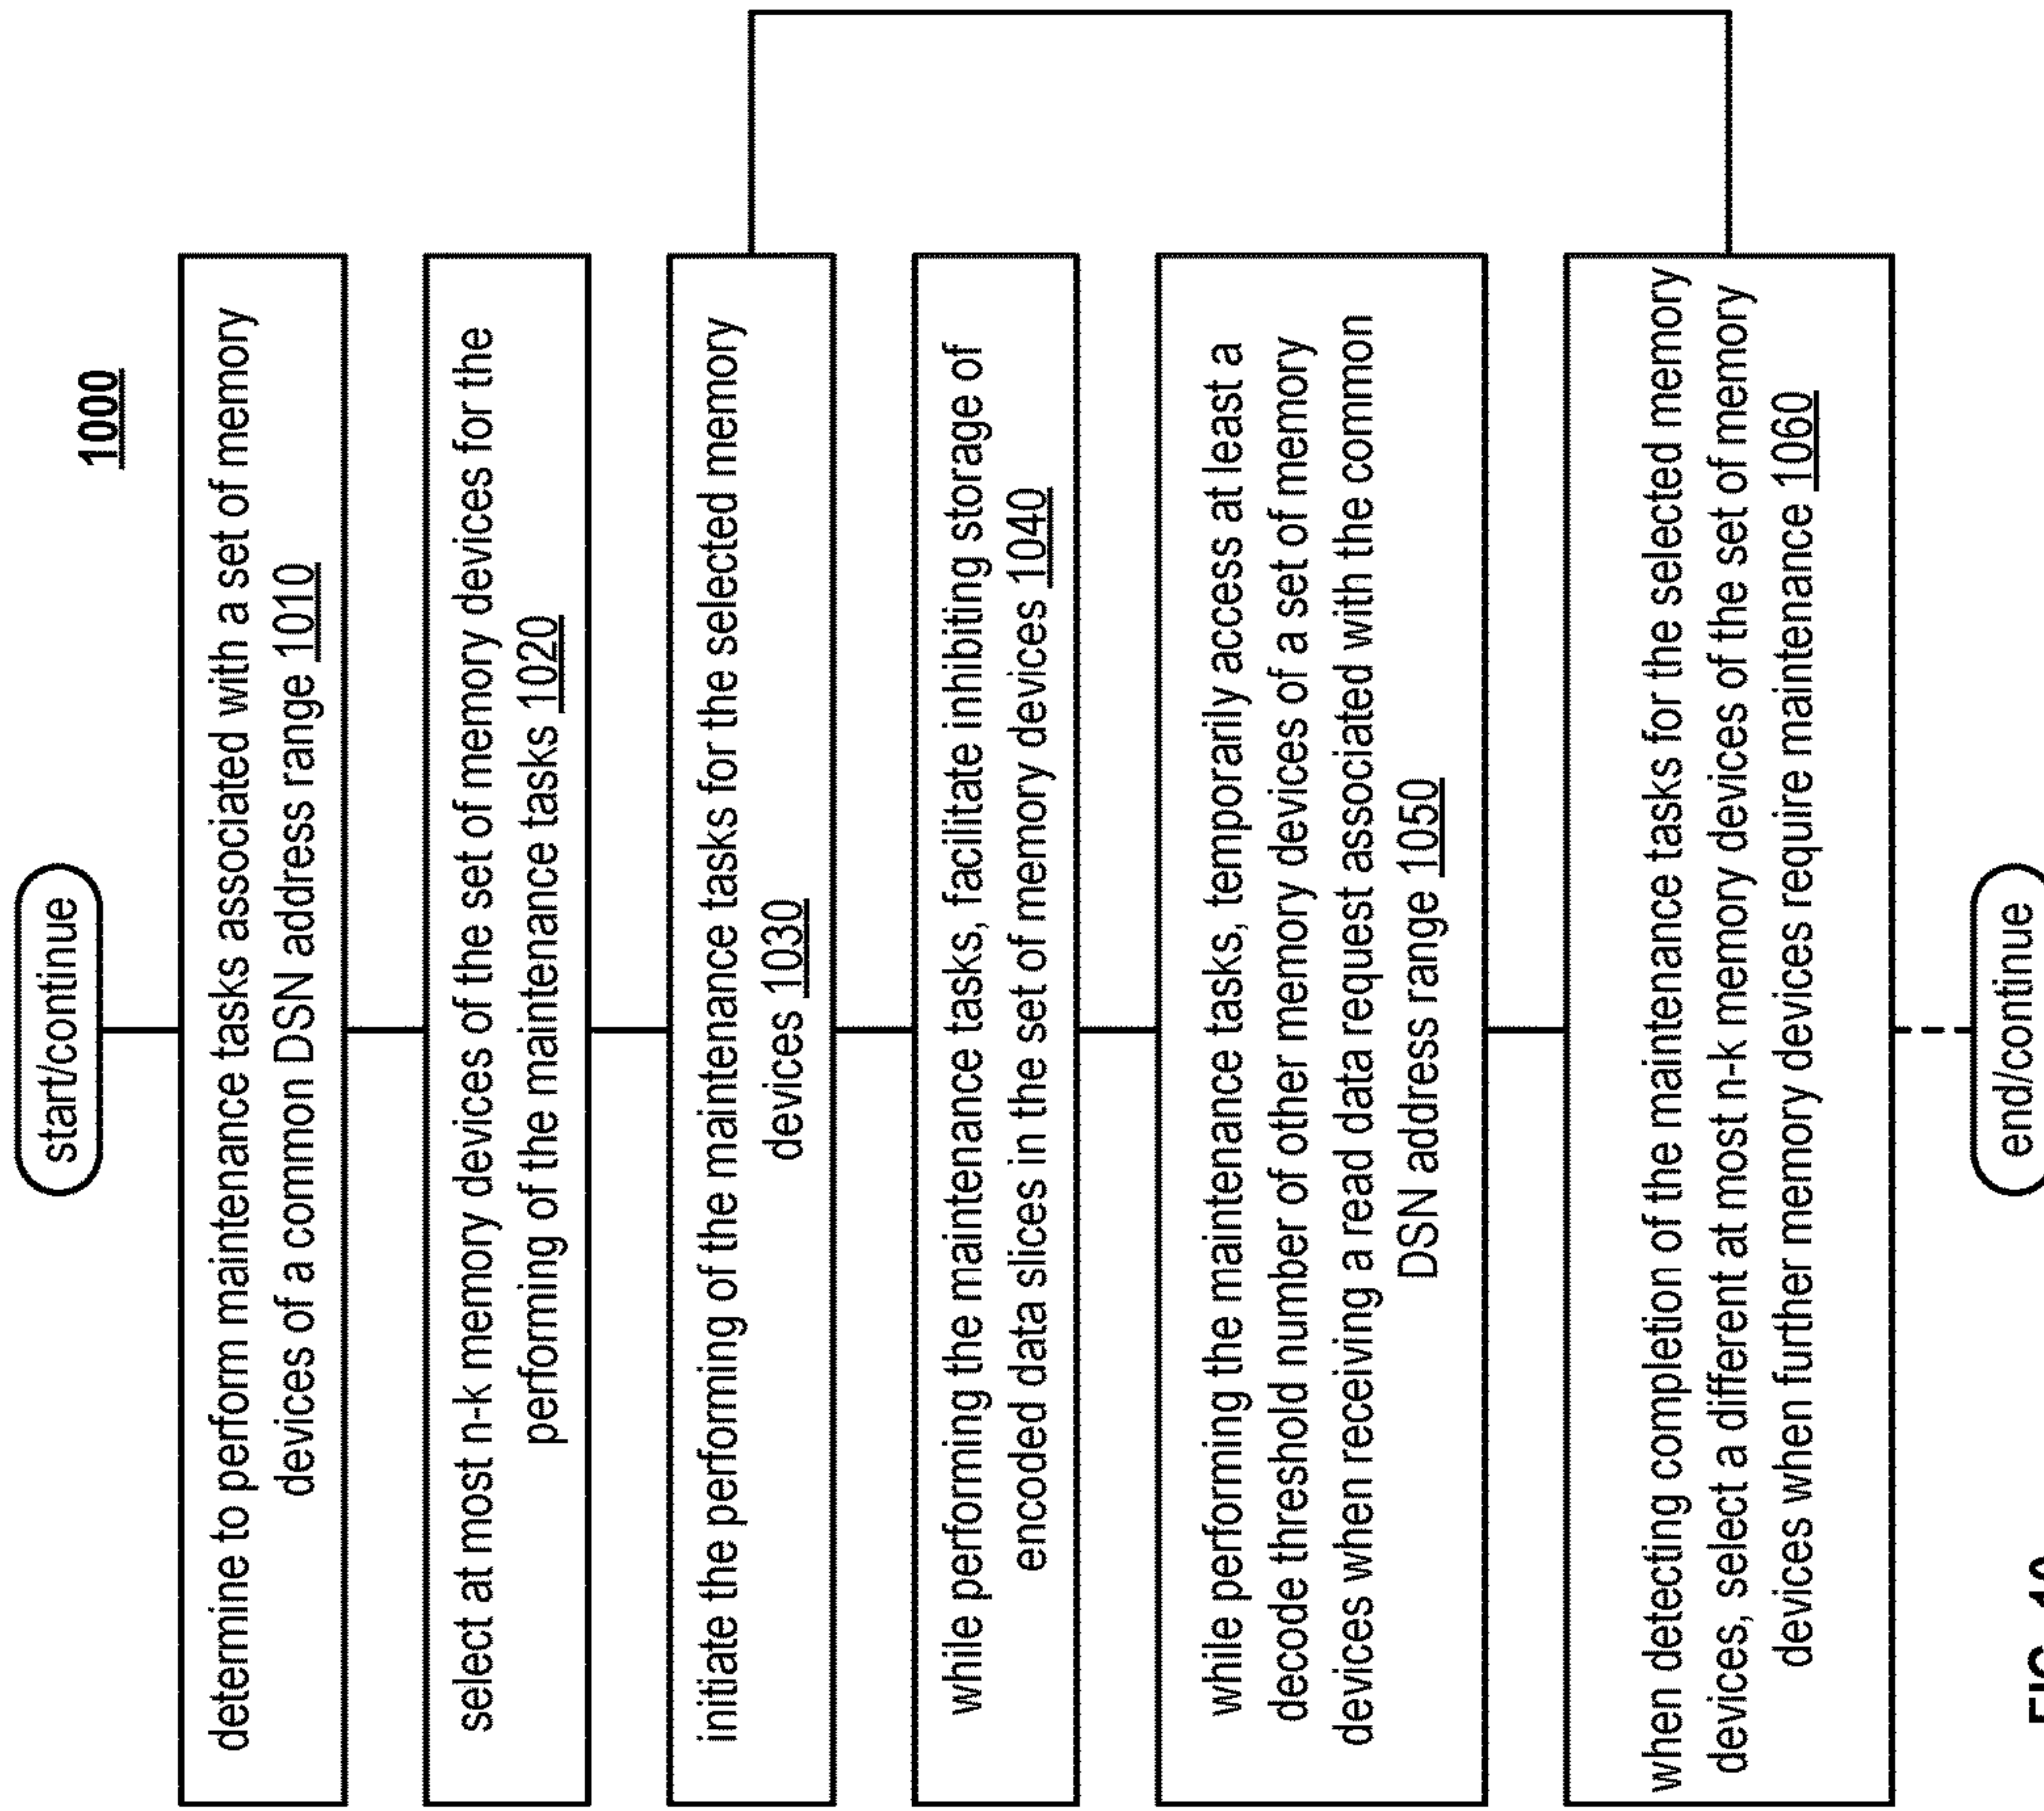 1000
start/continue
determine to perform maintenance tasks associated with a set of memory
devices of a common DSN address range 1010
select at most n-k memory devices of the set of memory devices for the
performing of the maintenance tasks 1020
initiate the performing of the maintenance tasks for the selected memory
devices 1030
while performing the maintenance tasks, facilitate inhibiting storage of
encoded data slices in the set of memory devices 1040
while performing the maintenance tasks, temporarily access at least a
decode threshold number of other memory devices of a set of memory
devices when receiving a read data request associated with the common
DSN address range 1050
when detecting completion of the maintenance tasks for the selected memory
devices, select a different at most n-k memory devices of the set of memory
devices when further memory devices require maintenance 1060
end/continue